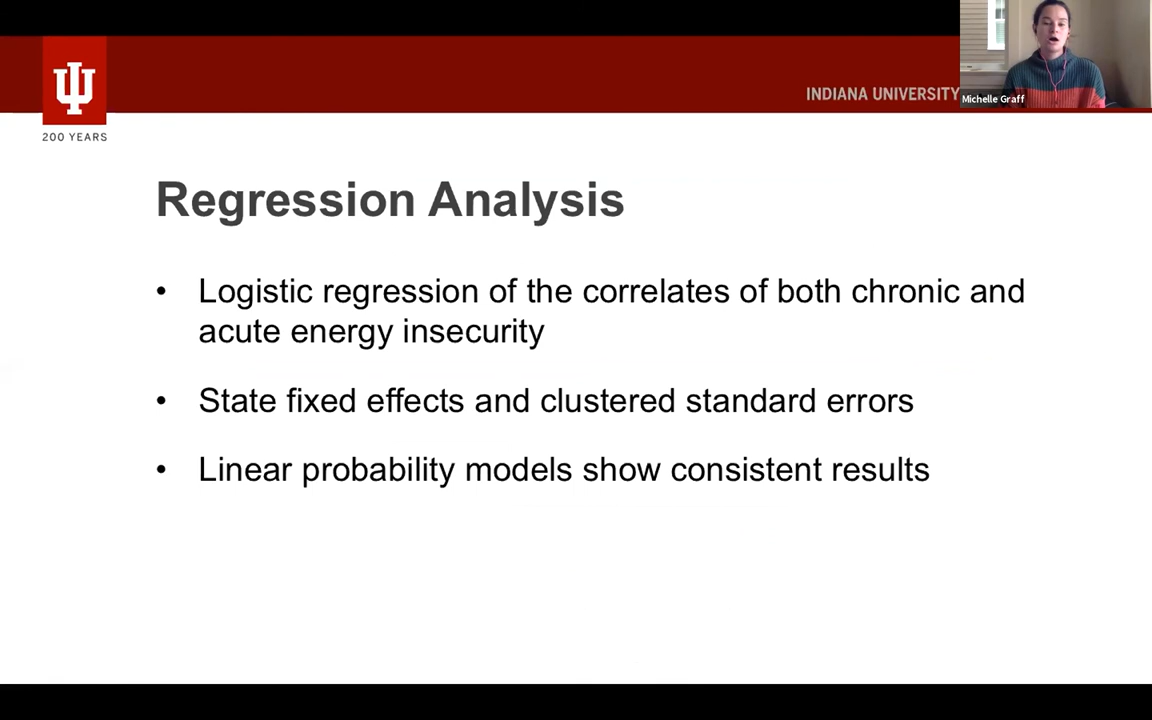 INDIANA UNIVERSITY
Michelle Graff
200 YEARS
Regression Analysis
• Logistic regression of the correlates of both chronic and
acute energy insecurity
• State fixed effects and clustered standard errors
• Linear probability models show consistent results